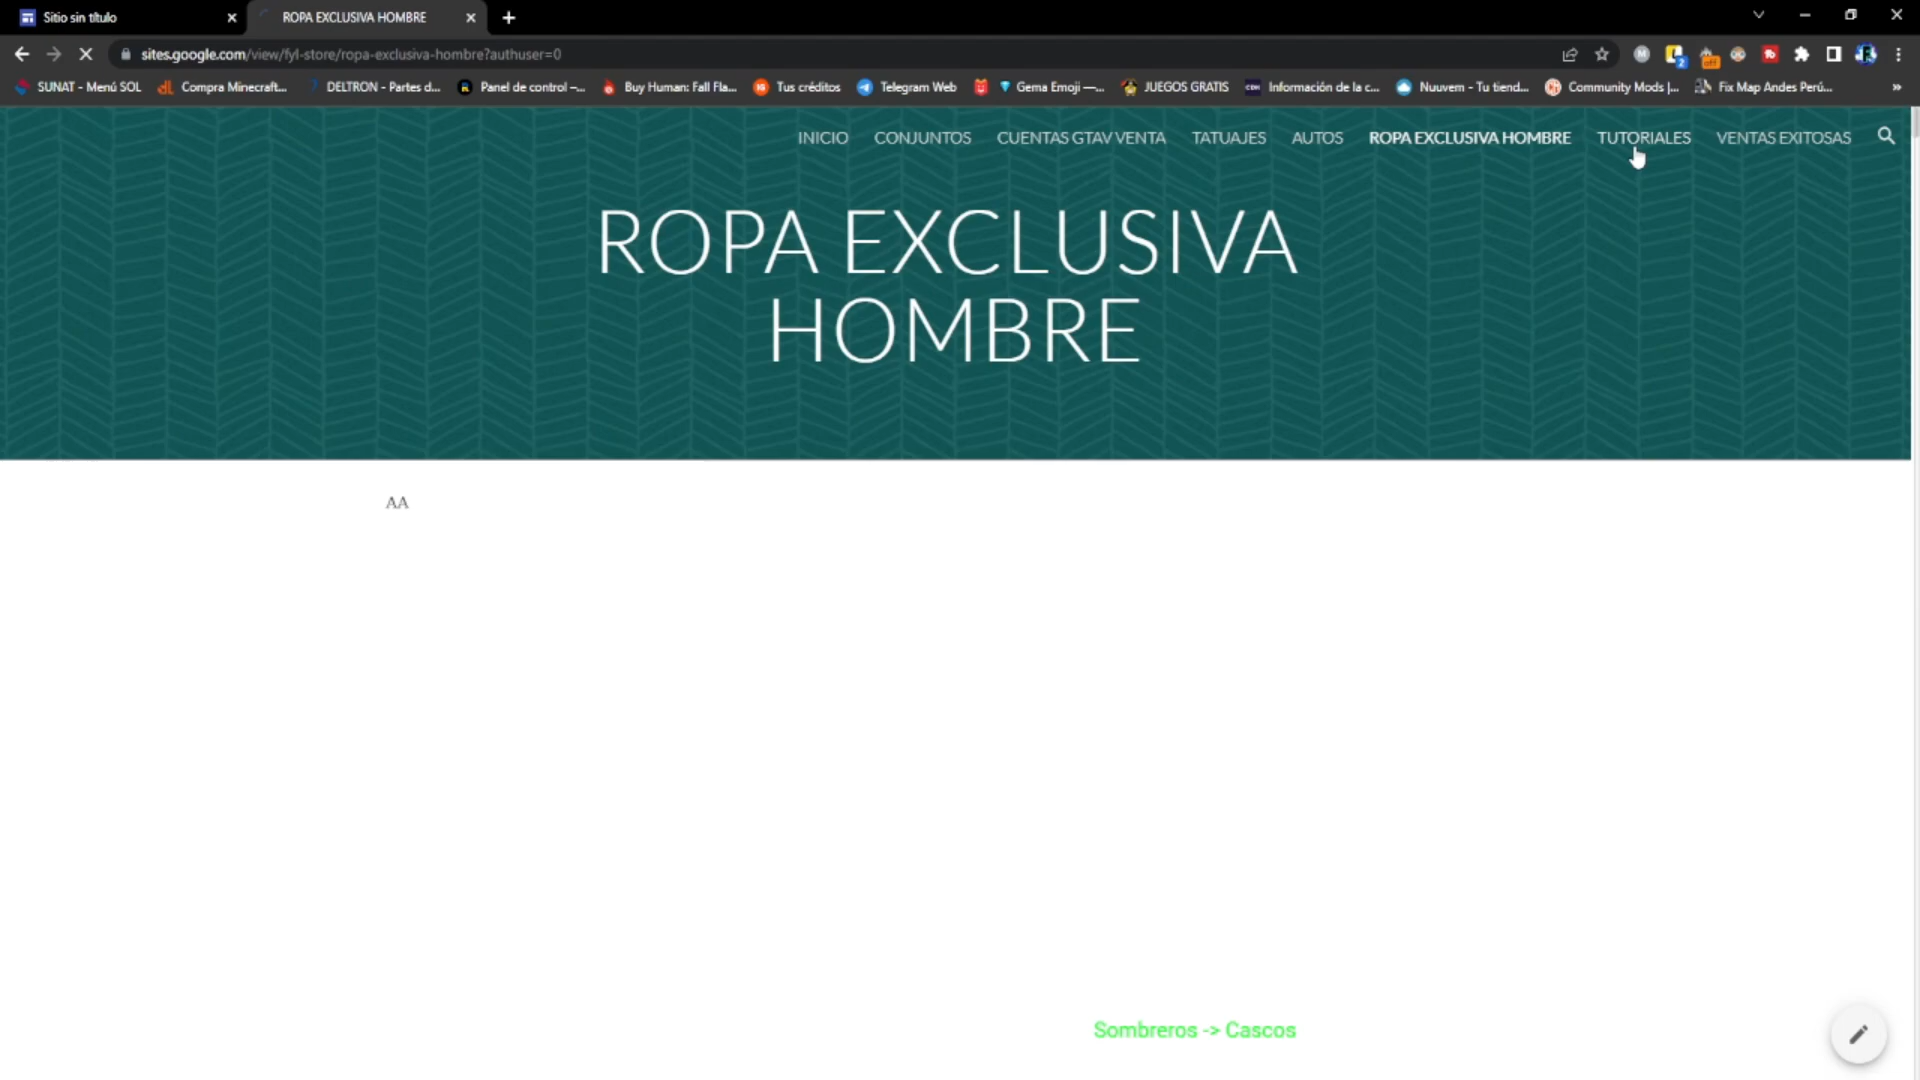 Sitio sin título
ROPA EXCLUSIVA HOMBRE
sites.google.com/view/fyl-store/ropa-exclusiva-hombre?authuser=0
SUNAT - Menú SOL
Compra Minecraft...
DELTRON - Partes d...
Panel de control –...
Buy Human: Fall Fla...
Tus créditos
Telegram Web
Gema Emoji —...
JUEGOS GRATIS
Información de la c...
Nuuvem - Tu tiend...
Community Mods |...
Fix Map Andes Perú...
INICIO
CONJUNTOS
CUENTAS GTAV VENTA
TATUAJES
AUTOS
ROPA EXCLUSIVA HOMBRE
TUTORIALES
VENTAS EXITOSAS
ROPA EXCLUSIVA
HOMBRE
AA
Sombreros -> Cascos